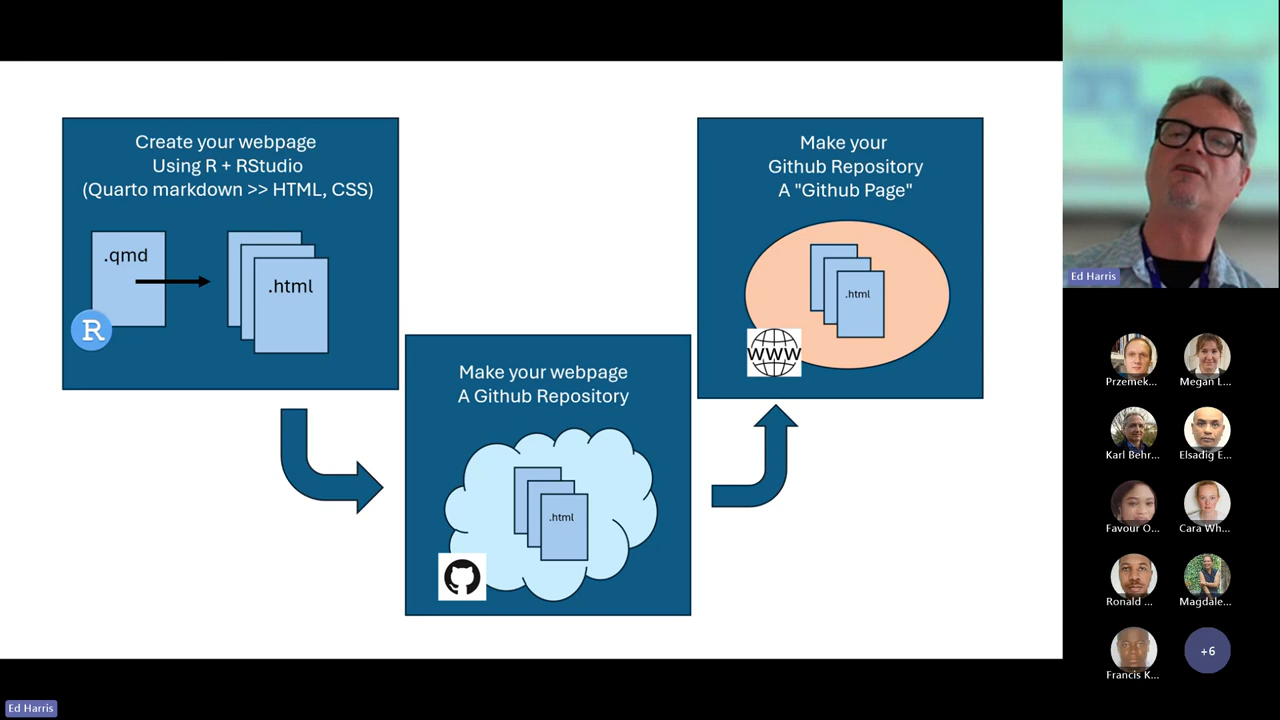 Create your webpage
Using R + RStudio
(Quarto markdown >> HTML, CSS)
.qmd
.html
R
Make your webpage
A Github Repository
.html
Make your
Github Repository
A "Github Page"
.html
WWW
Ed Harris
Przemek...
Megan L...
Karl Behr...
Elsadig E...
Favour O...
Cara Wh...
Ronald ...
Magdale...
Francis K...
+6
Ed Harris